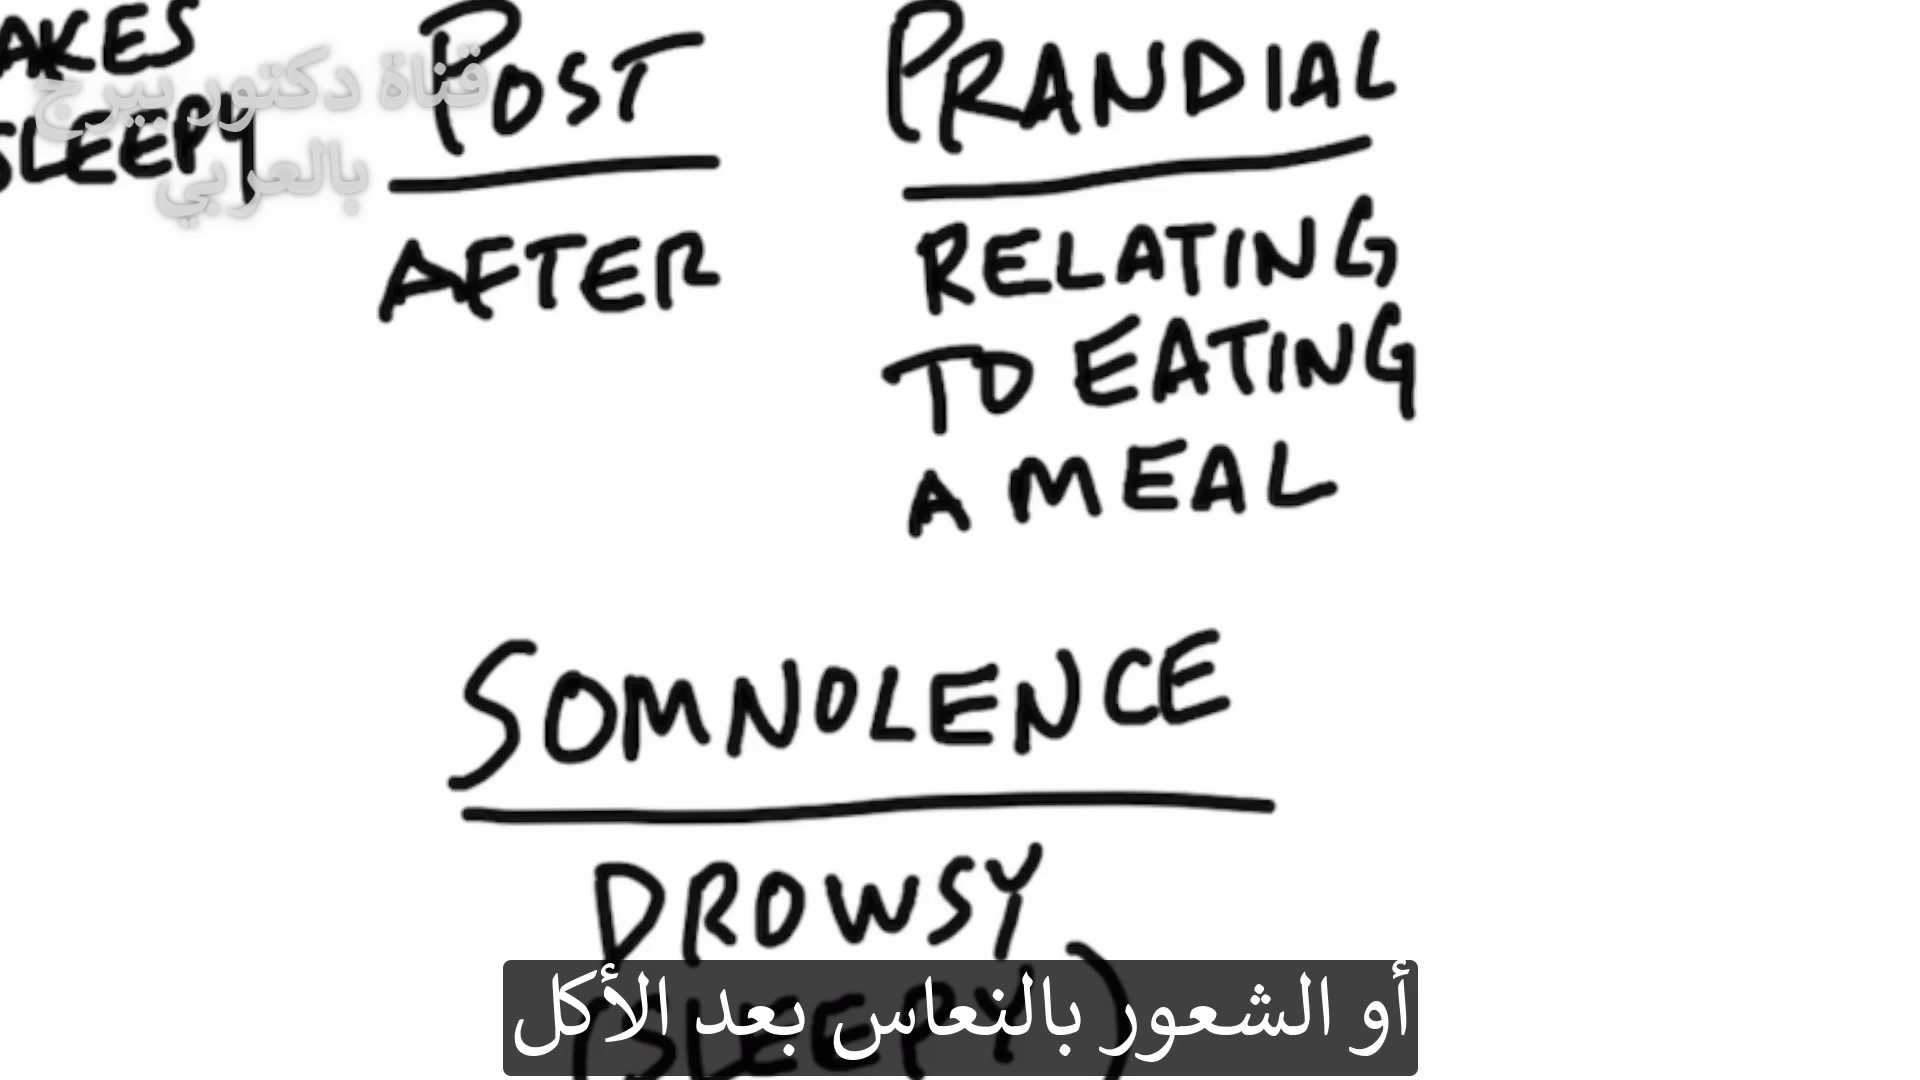 AKES
SLEEPY
قناة دكتور بيرج
بالعربي
POST
AFTER
PRANDIAL
RELATING
TO EATING
A MEAL
SOMNOLENCE
DROWSY
(SLEEPY)
أو الشعور بالنعاس بعد الأكل